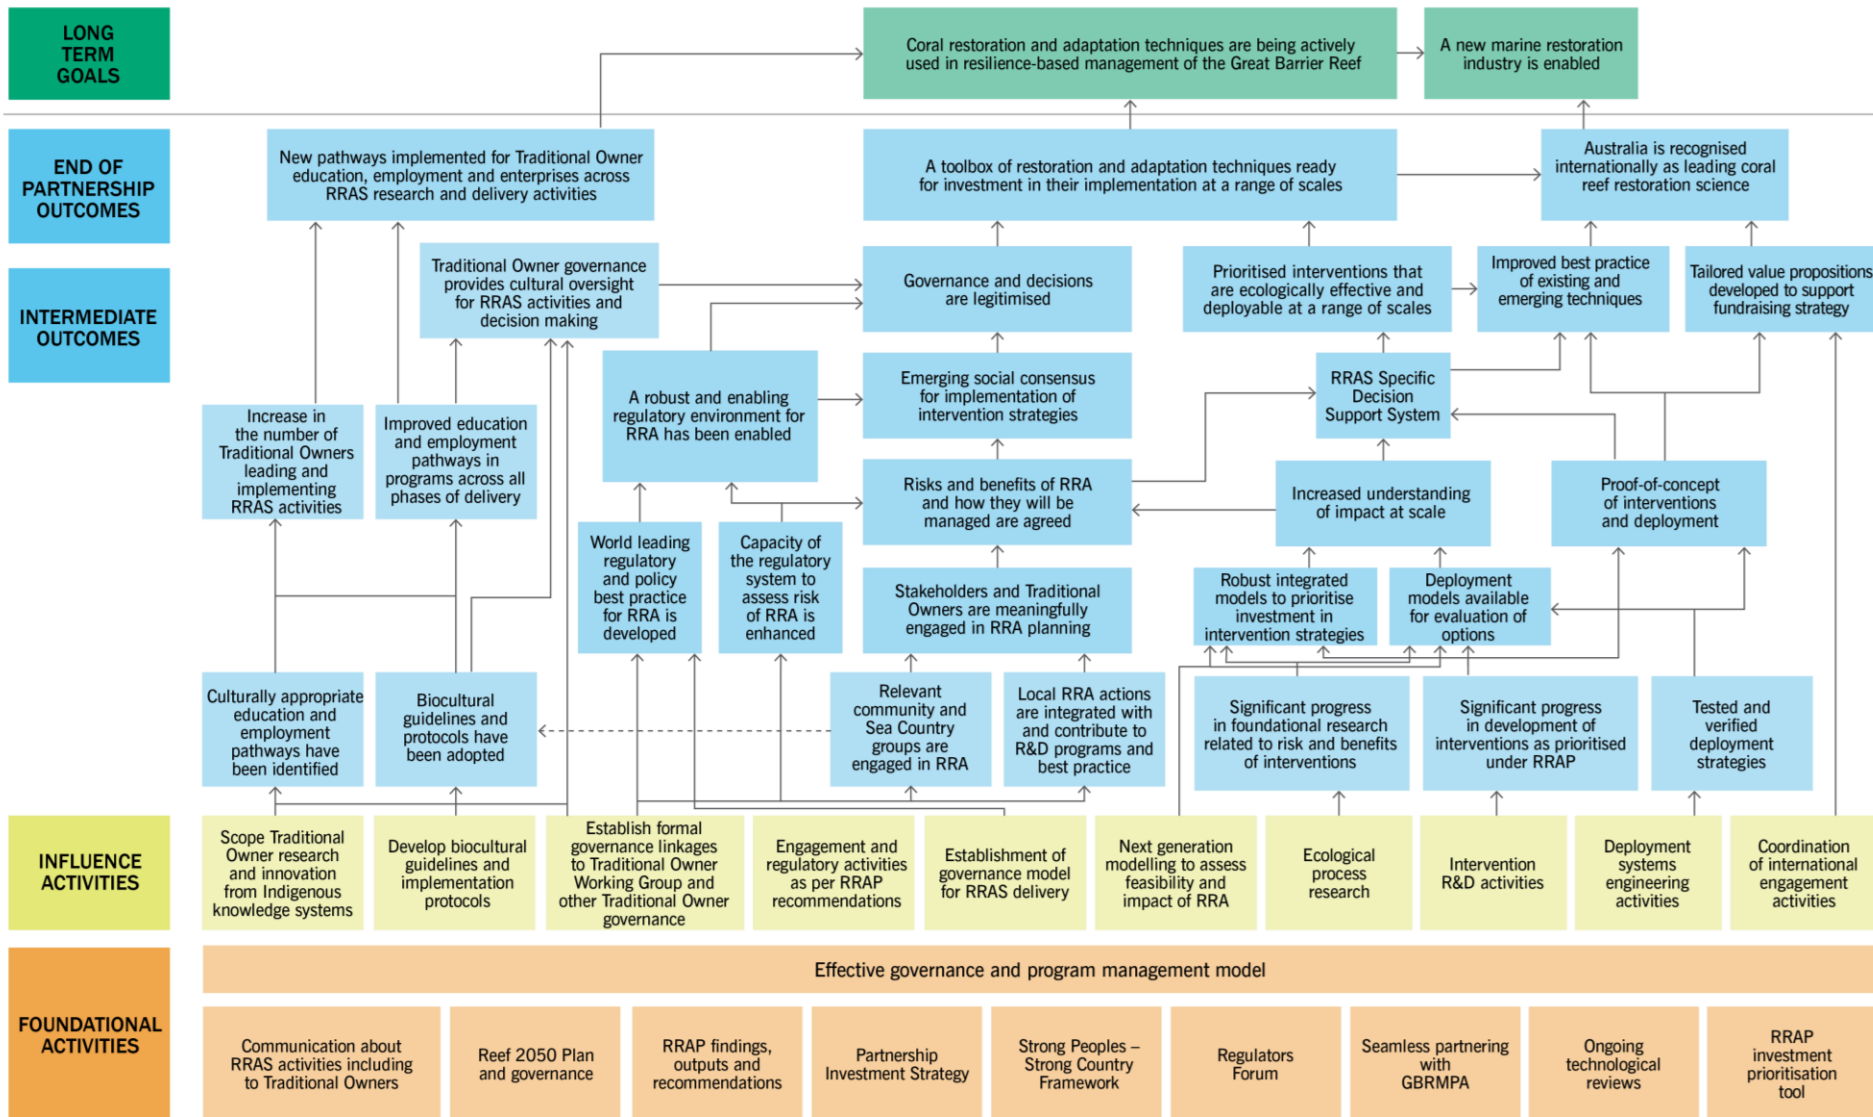 LONG
TERM
GOALS
Coral restoration and adaptation techniques are being actively
used in resilience-based management of the Great Barrier Reef
A new marine restoration
industry is enabled
END OF
PARTNERSHIP
OUTCOMES
New pathways implemented for Traditional Owner
education, employment and enterprises across
RRAS research and delivery activities
A toolbox of restoration and adaptation techniques ready
for investment in their implementation at a range of scales
Australia is recognised
internationally as leading coral
reef restoration science
INTERMEDIATE
OUTCOMES
Traditional Owner governance
provides cultural oversight
for RRAS activities and
decision making
Governance and decisions
are legitimised
Prioritised interventions that
are ecologically effective and
deployable at a range of scales
Improved best practice
of existing and
emerging techniques
Tailored value propositions
developed to support
fundraising strategy
A robust and enabling
regulatory environment for
RRA has been enabled
Emerging social consensus
for implementation of
intervention strategies
RRAS Specific
Decision
Support System
Increase in
the number of
Traditional Owners
leading and
implementing
RRAS activities
Improved education
and employment
pathways in
programs across all
phases of delivery
Risks and benefits of RRA
and how they will be
managed are agreed
Increased understanding
of impact at scale
Proof-of-concept
of interventions
and deployment
World leading
regulatory
and policy
best practice
for RRA is
developed
Capacity of
the regulatory
system to
assess risk
of RRA is
enhanced
Stakeholders and Traditional
Owners are meaningfully
engaged in RRA planning
Robust integrated
models to prioritise
investment in
intervention strategies
Deployment
models available
for evaluation of
options
Culturally appropriate
education and
employment
pathways have
been identified
Biocultural
guidelines and
protocols have
been adopted
Relevant
community and
Sea Country
groups are
engaged in RRA
Local RRA actions
are integrated with
and contribute to
R&D programs and
best practice
Significant progress
in foundational research
related to risk and benefits
of interventions
Significant progress
in development of
interventions as prioritised
under RRAP
Tested and
verified
deployment
strategies
INFLUENCE
ACTIVITIES
Scope Traditional
Owner research
and innovation
from Indigenous
knowledge systems
Develop biocultural
guidelines and
implementation
protocols
Establish formal
governance linkages
to Traditional Owner
Working Group and
other Traditional Owner
governance
Engagement and
regulatory activities
as per RRAP
recommendations
Establishment of
governance model
for RRAS delivery
Next generation
modelling to assess
feasibility and
impact of RRA
Ecological
process
research
Intervention
R&D activities
Deployment
systems
engineering
activities
Coordination
of international
engagement
activities
FOUNDATIONAL
ACTIVITIES
Effective governance and program management model
Communication about
RRAS activities including
to Traditional Owners
Reef 2050 Plan
and governance
RRAP findings,
outputs and
recommendations
Partnership
Investment Strategy
Strong Peoples –
Strong Country
Framework
Regulators
Forum
Seamless partnering
with
GBRMPA
Ongoing
technological
reviews
RRAP
investment
prioritisation
tool